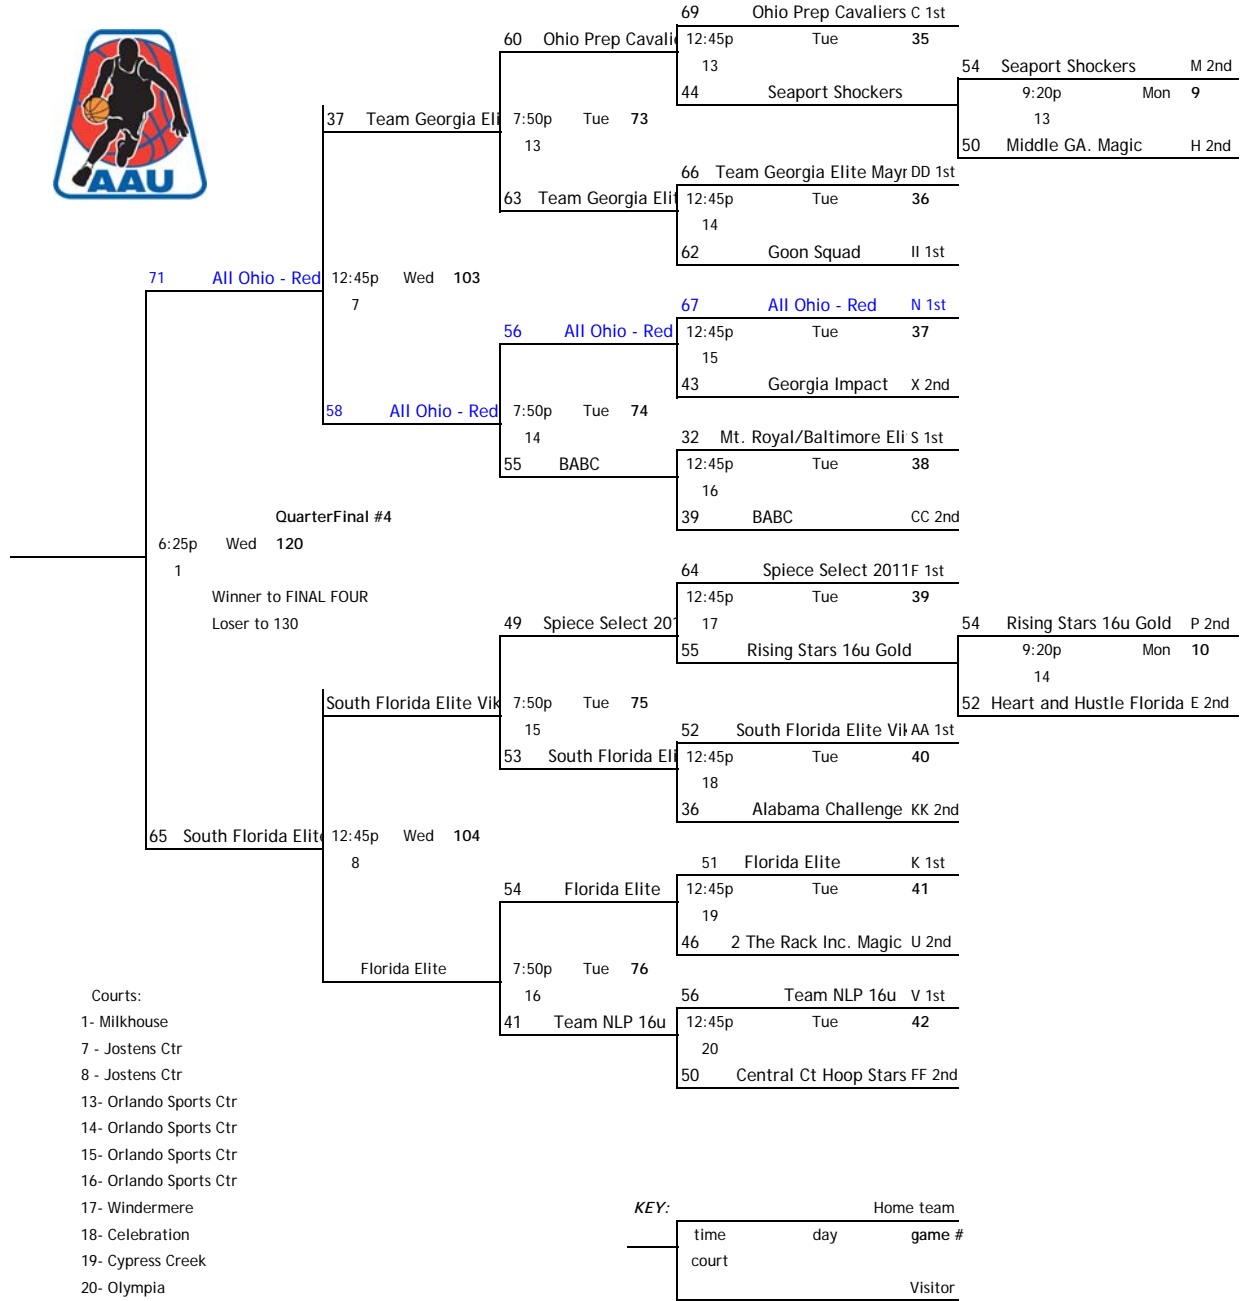 69 Ohio Prep Cavaliers C 1st
60 Ohio Prep Cavali 12:45p Tue 35
13 54 Seaport Shockers M 2nd
44 Seaport Shockers 9:20p Mon 9
37 Team Georgia Eli 7:50p Tue 73 13
13 50 Middle GA. Magic H 2nd
AAU 66 Team Georgia Elite Mayr DD 1st
63 Team Georgia Elit 12:45p Tue 36
14
62 Goon Squad II 1st
71 All Ohio - Red 12:45p Wed 103
7 67 All Ohio - Red N 1st
56 All Ohio - Red 12:45p Tue 37
15
43 Georgia Impact X 2nd
58 All Ohio - Red 7:50p Tue 74
14 32 Mt. Royal/Baltimore Eli S 1st
55 BABC 12:45p Tue 38
16
QuarterFinal #4 39 BABC CC 2nd
6:25p Wed 120
1 64 Spiece Select 2011 F 1st
Winner to FINAL FOUR 12:45p Tue 39
Loser to 130 49 Spiece Select 201 17 54 Rising Stars 16u Gold P 2nd
55 Rising Stars 16u Gold 9:20p Mon 10
14
South Florida Elite Vik 7:50p Tue 75 52 Heart and Hustle Florida E 2nd
15 52 South Florida Elite Vik AA 1st
53 South Florida Eli 12:45p Tue 40
18
36 Alabama Challenge KK 2nd
65 South Florida Elite 12:45p Wed 104
8 51 Florida Elite K 1st
54 Florida Elite 12:45p Tue 41
19
46 2 The Rack Inc. Magic U 2nd
Florida Elite 7:50p Tue 76
Courts: 16 56 Team NLP 16u V 1st
1- Milkhouse 41 Team NLP 16u 12:45p Tue 42
7 - Jostens Ctr 20
8 - Jostens Ctr 50 Central Ct Hoop Stars FF 2nd
13- Orlando Sports Ctr
14- Orlando Sports Ctr
15- Orlando Sports Ctr
16- Orlando Sports Ctr
17- Windermere KEY: Home team
18- Celebration time day game #
19- Cypress Creek court
20- Olympia Visitor